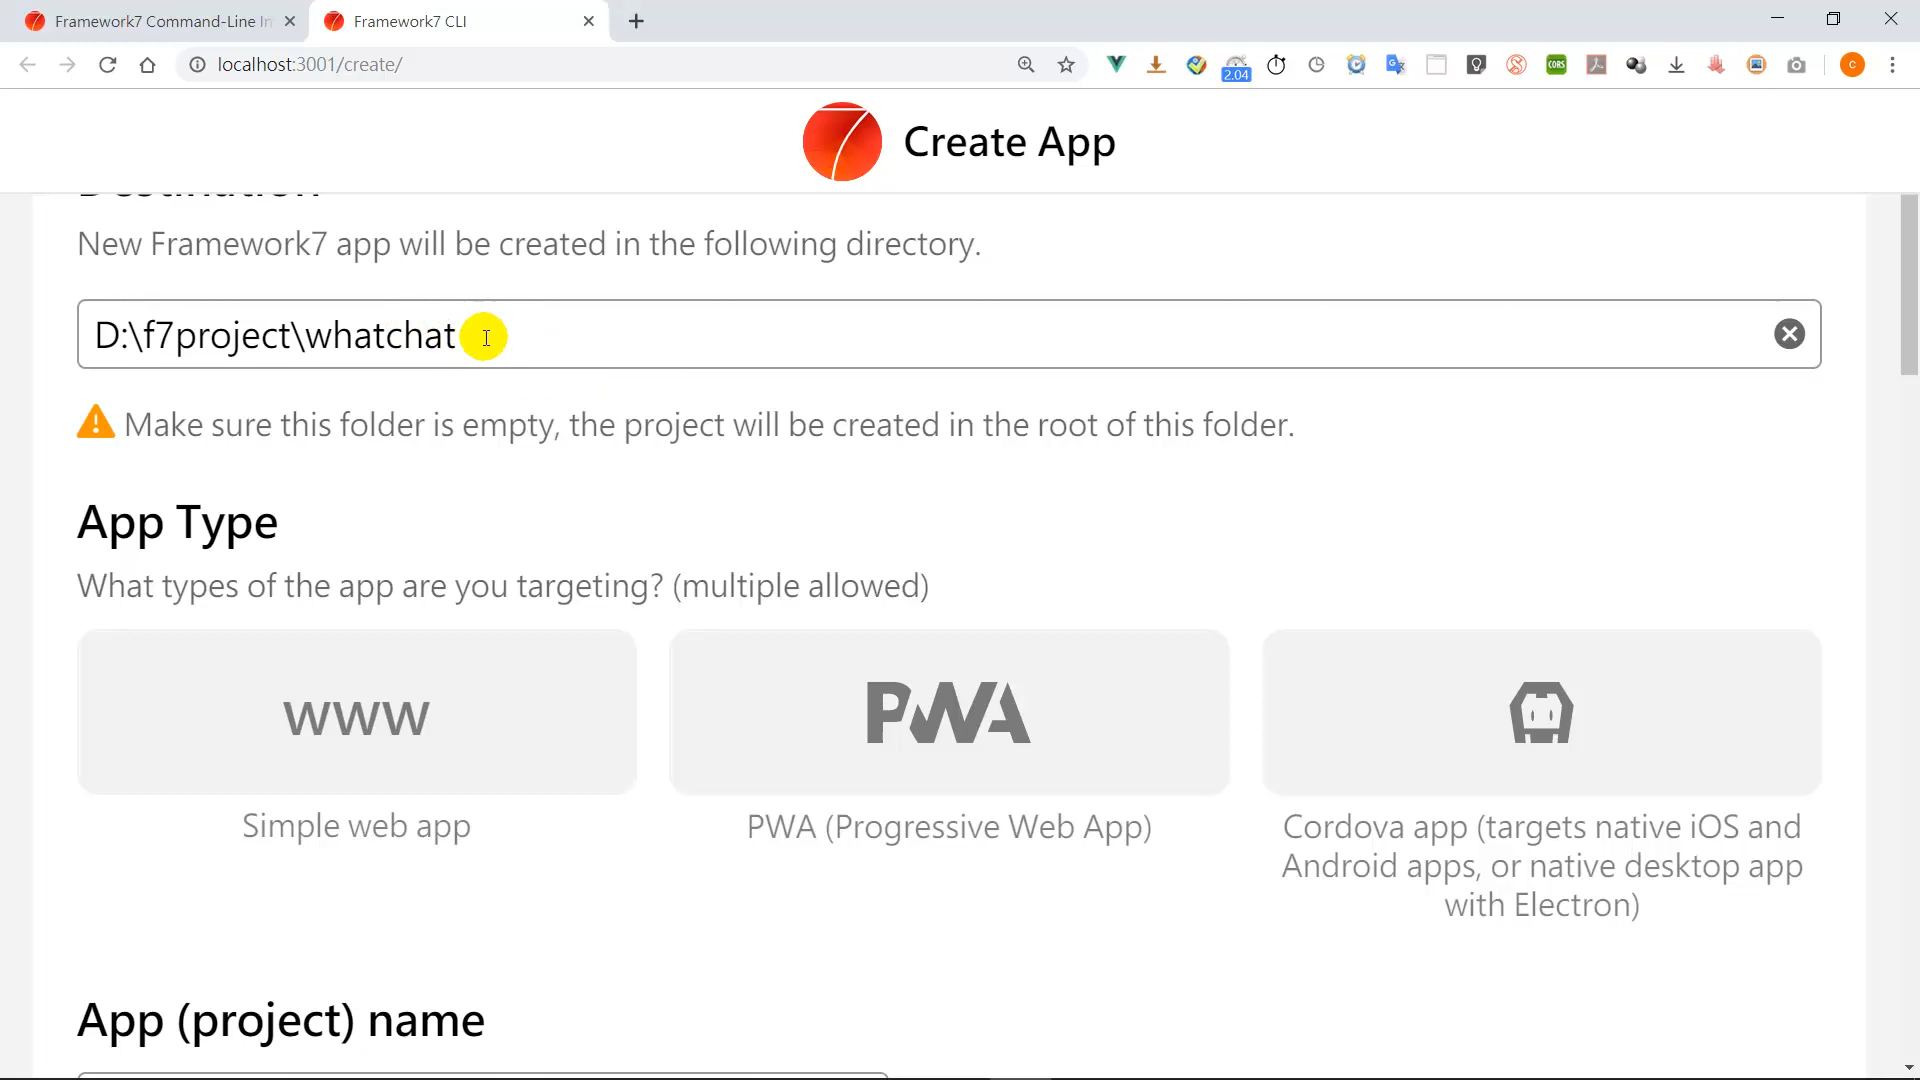 Framework7 Command-Line In
Framework7 CLI
localhost:3001/create/
2.04
CORS
C
Create App
Destination
New Framework7 app will be created in the following directory.
D:\f7project\whatchat
Make sure this folder is empty, the project will be created in the root of this folder.
App Type
What types of the app are you targeting? (multiple allowed)
www
PWA
Simple web app
PWA (Progressive Web App)
Cordova app (targets native iOS and
Android apps, or native desktop app
with Electron)
App (project) name